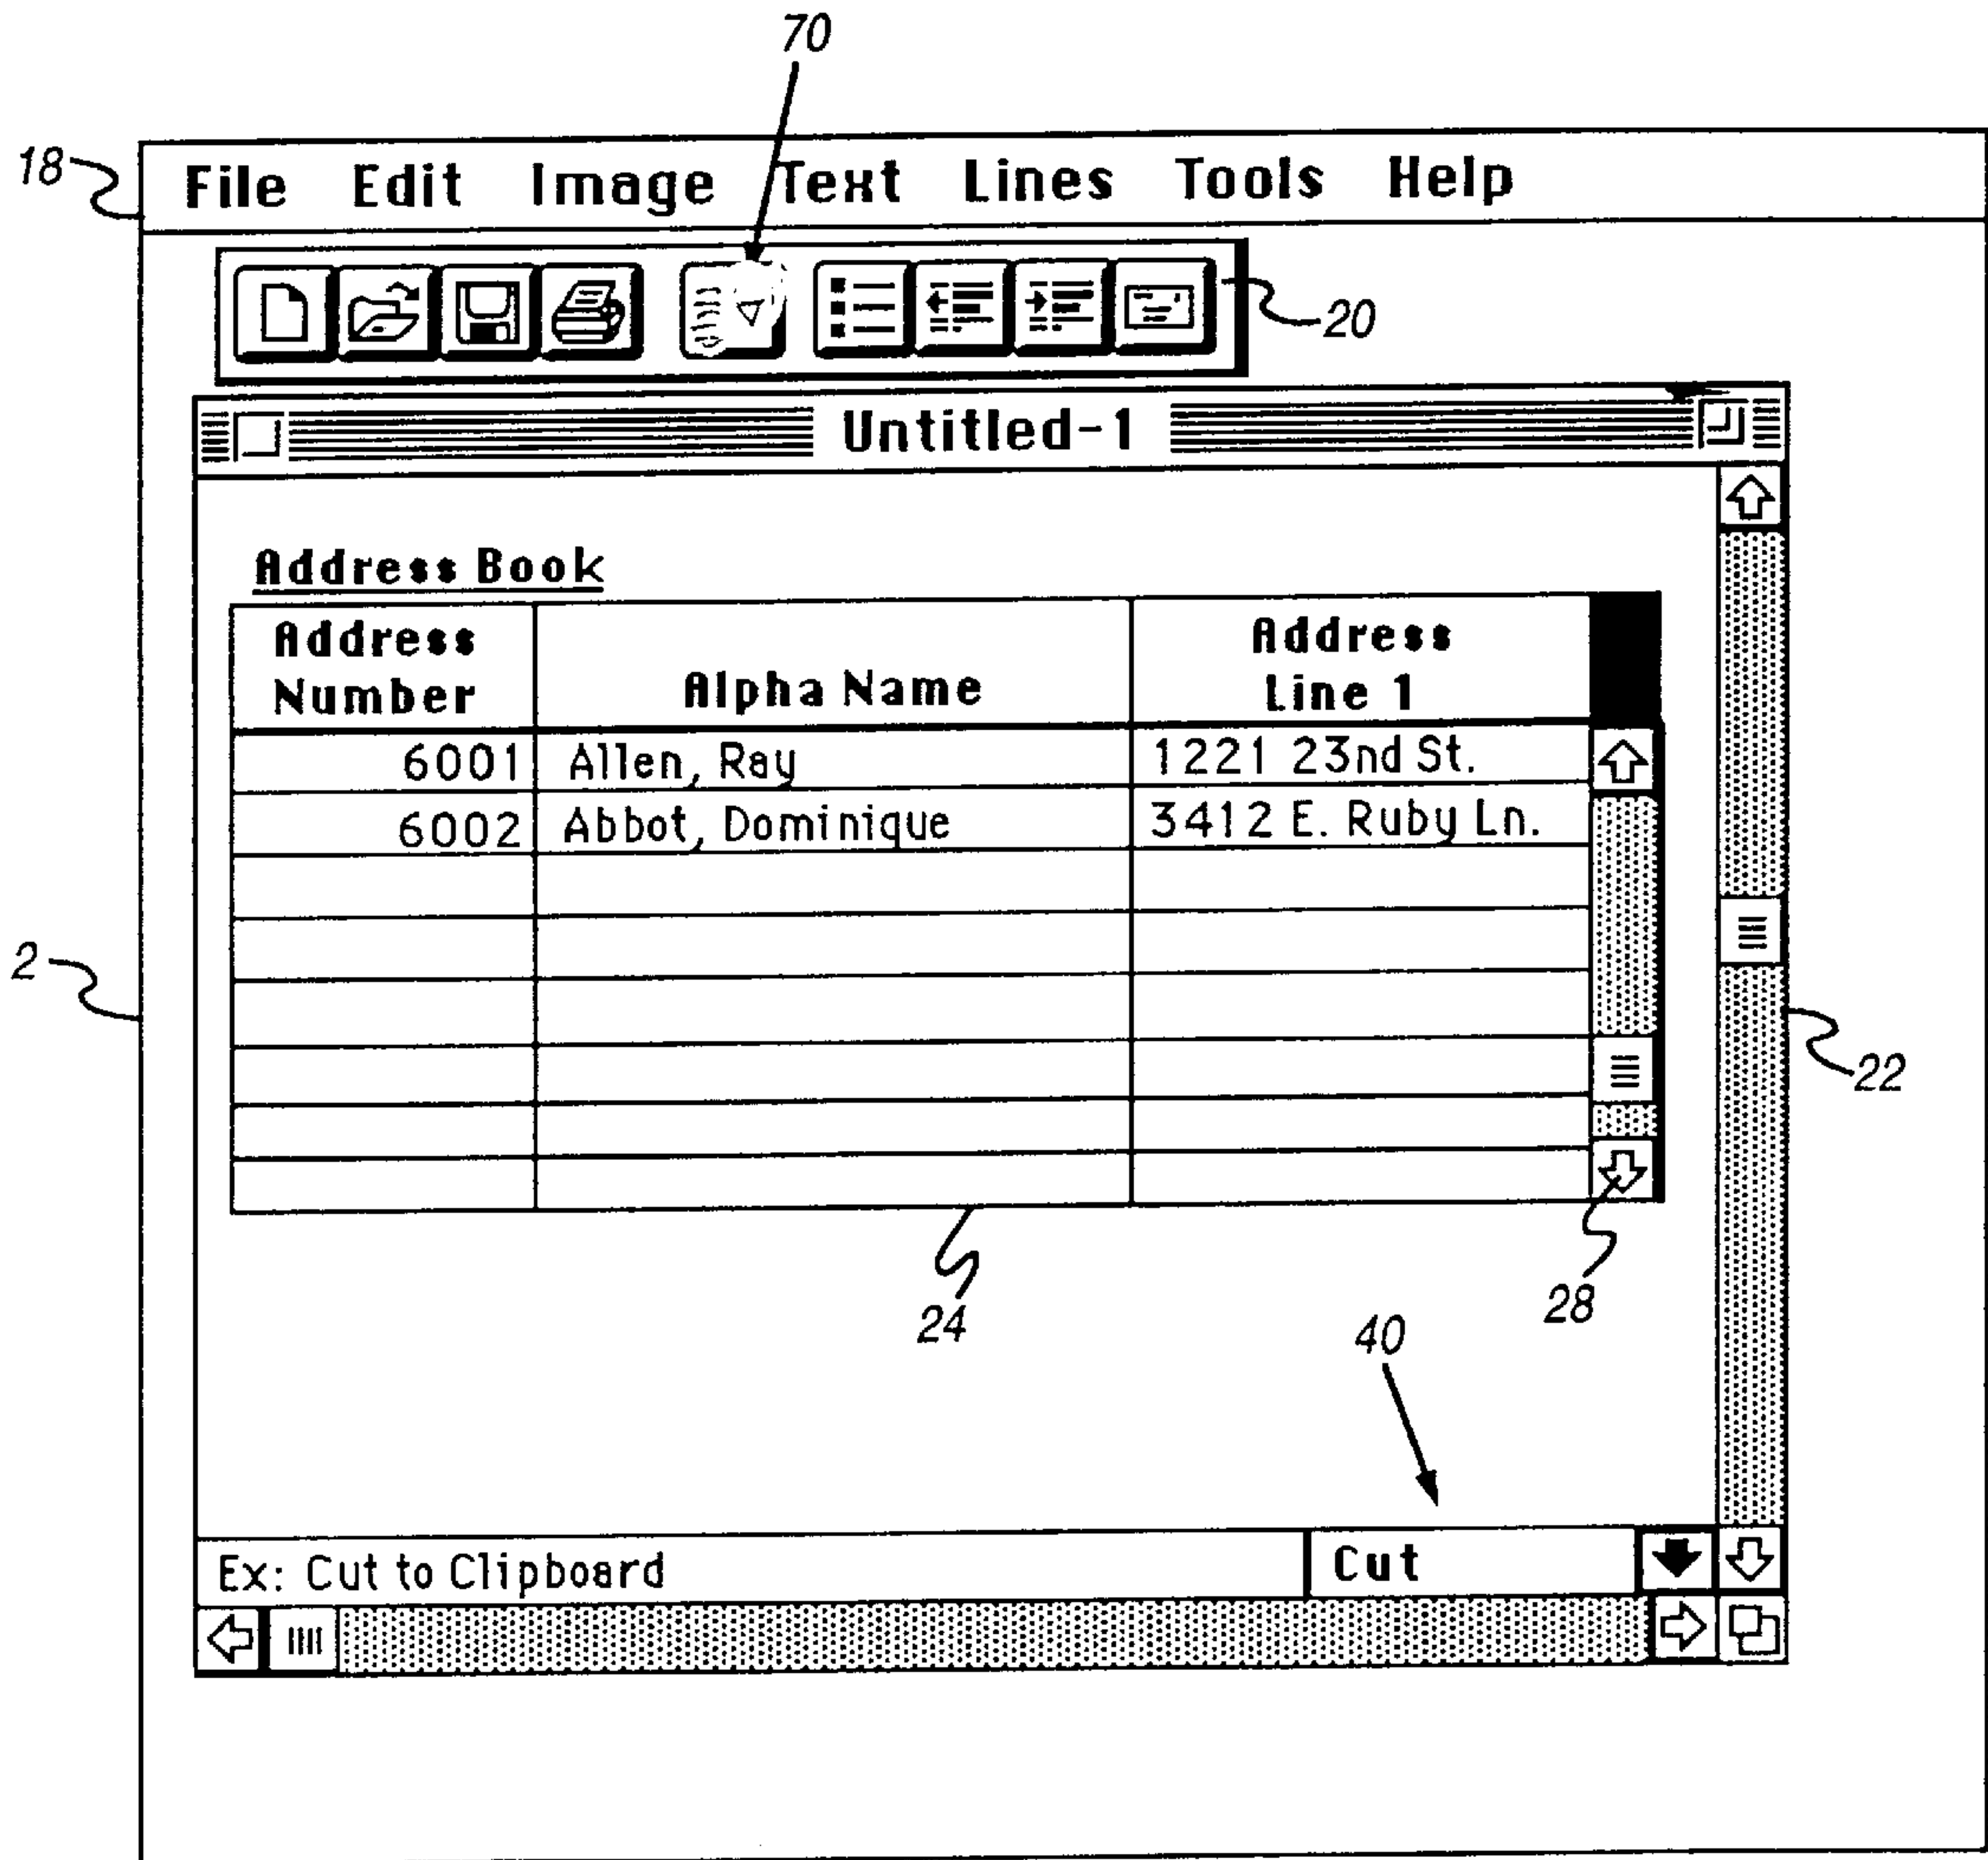 70
18
File Edit Image Text Lines Tools Help
20
Untitled-1
Address Book
Address Number
Alpha Name
Address Line 1
6001 Allen, Ray 1221 23nd St.
6002 Abbot, Dominique 3412 E. Ruby Ln.
2
22
24
28
40
Ex: Cut to Clipboard
Cut